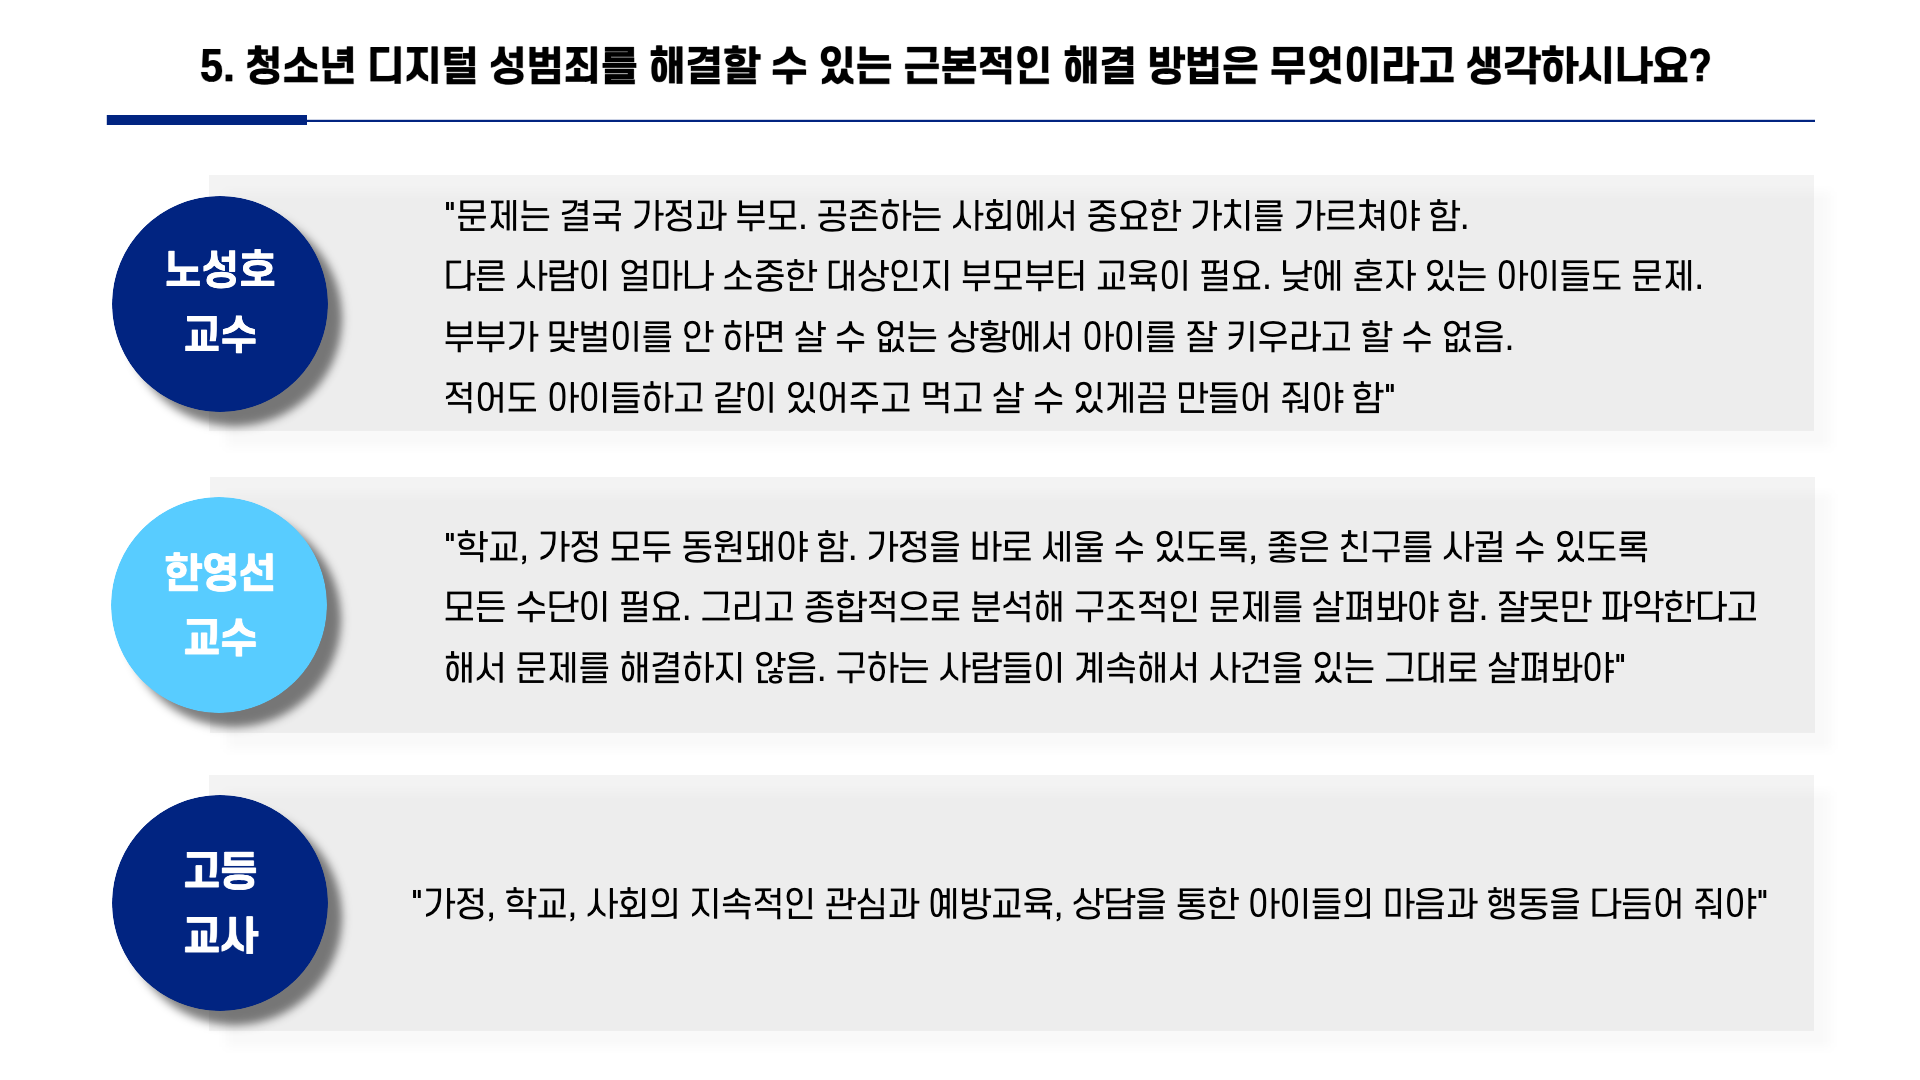 5. 청소년 디지털 성범죄를 해결할 수 있는 근본적인 해결 방법은 무엇이라고 생각하시나요?
노성호
교수
"문제는 결국 가정과 부모. 공존하는 사회에서 중요한 가치를 가르쳐야 함.
다른 사람이 얼마나 소중한 대상인지 부모부터 교육이 필요. 낮에 혼자 있는 아이들도 문제.
부부가 맞벌이를 안 하면 살 수 없는 상황에서 아이를 잘 키우라고 할 수 없음.
적어도 아이들하고 같이 있어주고 먹고 살 수 있게끔 만들어 줘야 함"
한영선
교수
"학교, 가정 모두 동원돼야 함. 가정을 바로 세울 수 있도록, 좋은 친구를 사귈 수 있도록
모든 수단이 필요. 그리고 종합적으로 분석해 구조적인 문제를 살펴봐야 함. 잘못만 파악한다고
해서 문제를 해결하지 않음. 구하는 사람들이 계속해서 사건을 있는 그대로 살펴봐야"
고등
교사
"가정, 학교, 사회의 지속적인 관심과 예방교육, 상담을 통한 아이들의 마음과 행동을 다듬어 줘야"